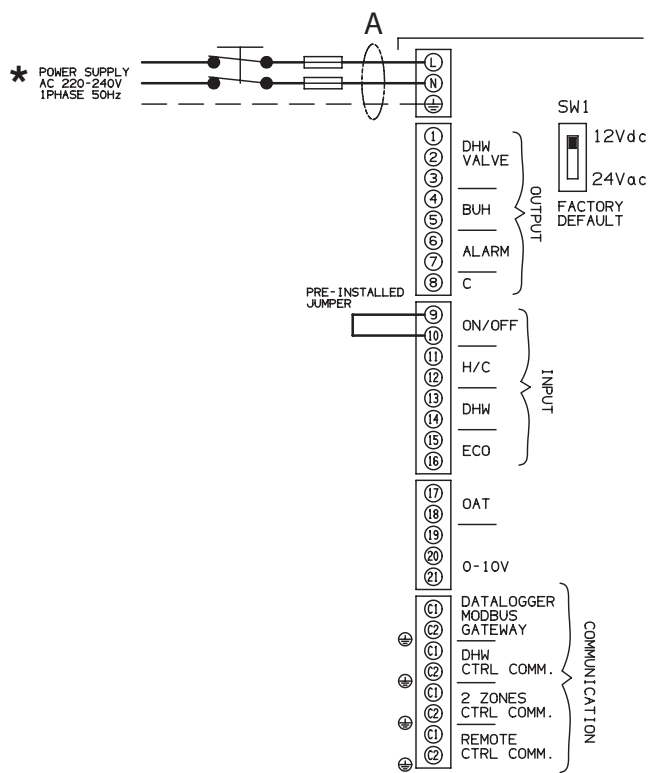 A
* POWER SUPPLY
AC 220-240V
1PHASE 50Hz
L
N
SW1
12Vdc
24Vac
FACTORY
DEFAULT
1
2
3
DHW
VALVE
4
5
BUH
6
7
ALARM
8
C
OUTPUT
PRE-INSTALLED
JUMPER
9
10
ON/OFF
11
12
H/C
13
14
DHW
15
16
ECO
INPUT
17
18
OAT
19
20
21
0-10V
C1
C2
DATALOGGER
MODBUS
GATEWAY
C1
C2
DHW
CTRL COMM.
C1
C2
2 ZONES
CTRL COMM.
C1
C2
REMOTE
CTRL COMM.
COMMUNICATION